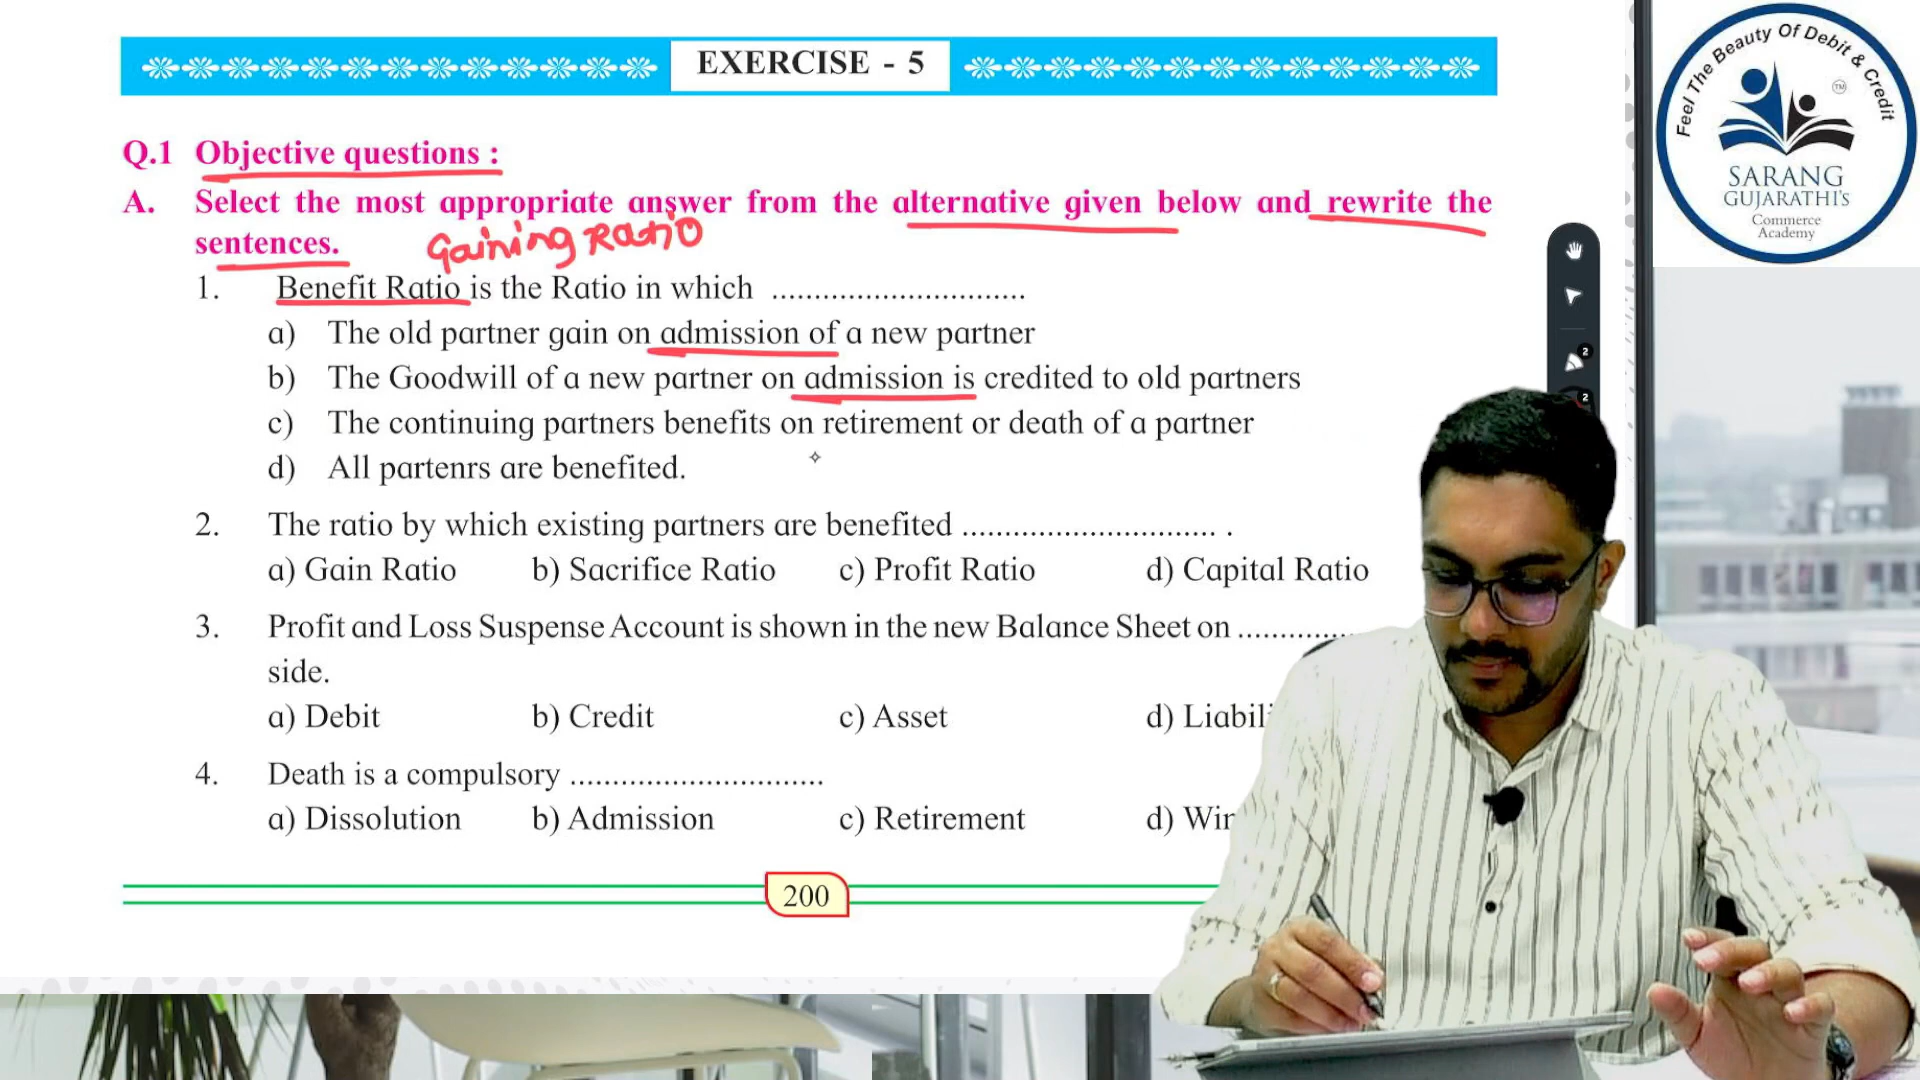 EXERCISE - 5
Q.1 Objective questions :
A. Select the most appropriate answer from the alternative given below and rewrite the
sentences. Gaining Ratio
1. Benefit Ratio is the Ratio in which ..............................
a) The old partner gain on admission of a new partner
b) The Goodwill of a new partner on admission is credited to old partners
c) The continuing partners benefits on retirement or death of a partner
d) All partenrs are benefited.
2. The ratio by which existing partners are benefited .............................. .
a) Gain Ratio b) Sacrifice Ratio c) Profit Ratio d) Capital Ratio
3. Profit and Loss Suspense Account is shown in the new Balance Sheet on ..............
side.
a) Debit b) Credit c) Asset d)
4. Death is a compulsory ..............................
a) Dissolution b) Admission c) Retirement d)
200
Feel The Beauty Of Debit & Credit
TM
SARANG
GUJARATHI's
Commerce
Academy
2
2